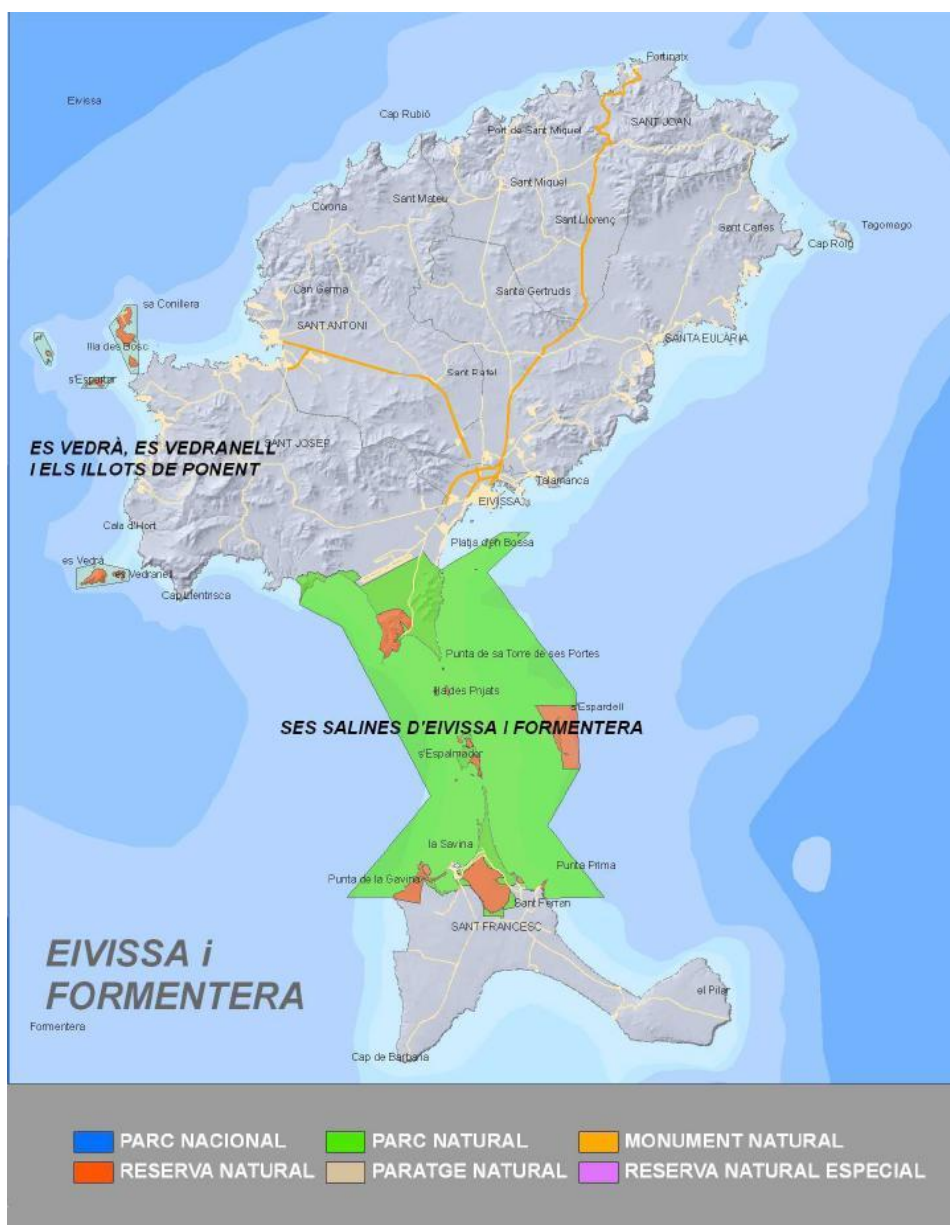 Portinatx
Eivissa
Cap Rubió
Port de Sant Miquel
SANT JOAN
Sant Miquel
Sant Mateu
Corona
Sant Llorenç
Sant Carles
Cap Roig
Tagomago
Can Germa
Santa Gertrudis
sa Conillera
SANT ANTONI
SANTA EULÀRIA
Illa des Bosc
s'Espartar
Sant Rafel
ES VEDRÀ, ES VEDRANELL
I ELS ILLOTS DE PONENT
SANT JOSEP
Talamanca
EIVISSA
Cala d'Hort
Platja d'en Bossa
es Vedrà
es Vedranell
Cap Llentrisca
Punta de sa Torre de ses Portes
Illa des Penjats
s'Espardell
SES SALINES D'EIVISSA I FORMENTERA
s'Espalmador
la Savina
Punta Prima
Punta de la Gavina
Sant Ferran
SANT FRANCESC
EIVISSA i
FORMENTERA
el Pilar
Formentera
Cap de Barbaria
PARC NACIONAL
PARC NATURAL
MONUMENT NATURAL
RESERVA NATURAL
PARATGE NATURAL
RESERVA NATURAL ESPECIAL